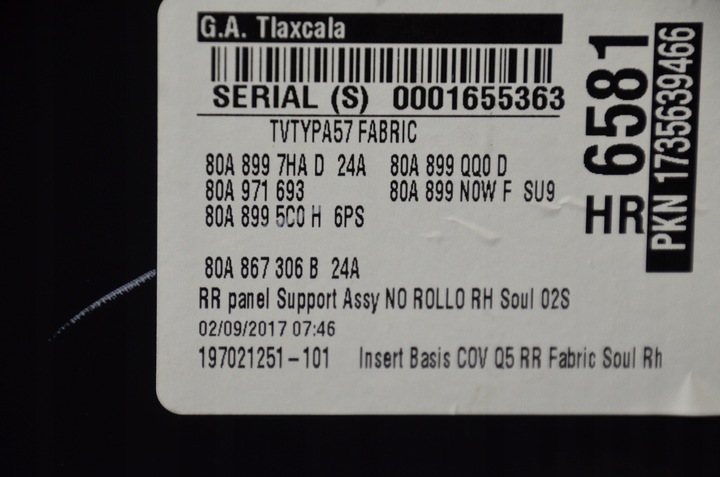 G.A. Tlaxcala
SERIAL (S) 0001655363
TVTYPA57 FABRIC
80A 899 7HA D 24A 80A 899 QQ0 D
80A 971 693 80A 899 N0W F SU9
80A 899 5C0 H 6PS
80A 867 306 B 24A
RR panel Support Assy NO ROLLO RH Soul 02S
02/09/2017 07:46
197021251-101 Insert Basis COV Q5 RR Fabric Soul Rh
HR 6581
PKN 1735639466